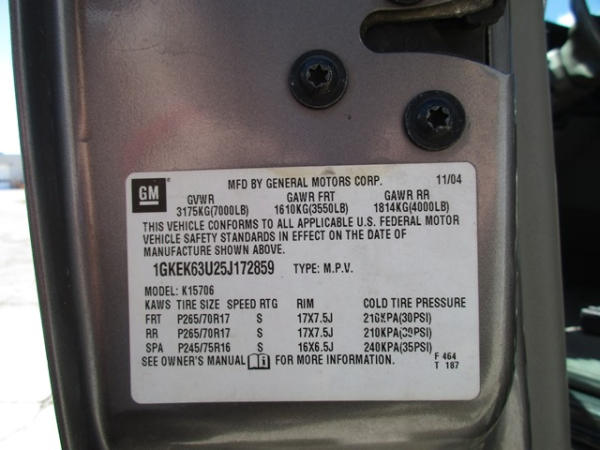 GM
MFD BY GENERAL MOTORS CORP. 11/04
GVWR GAWR FRT GAWR RR
3175KG(7000LB) 1610KG(3550LB) 1814KG(4000LB)
THIS VEHICLE CONFORMS TO ALL APPLICABLE U.S. FEDERAL MOTOR
VEHICLE SAFETY STANDARDS IN EFFECT ON THE DATE OF
MANUFACTURE SHOWN ABOVE.
1GKEK63U25J172859 TYPE: M.P.V.
MODEL: K15706
KAWS TIRE SIZE SPEED RTG RIM COLD TIRE PRESSURE
FRT P265/70R17 S 17X7.5J 210KPA(30PSI)
RR P265/70R17 S 17X7.5J 210KPA(30PSI)
SPA P245/75R16 S 16X6.5J 240KPA(35PSI)
SEE OWNER'S MANUAL FOR MORE INFORMATION.
F 464
T 187